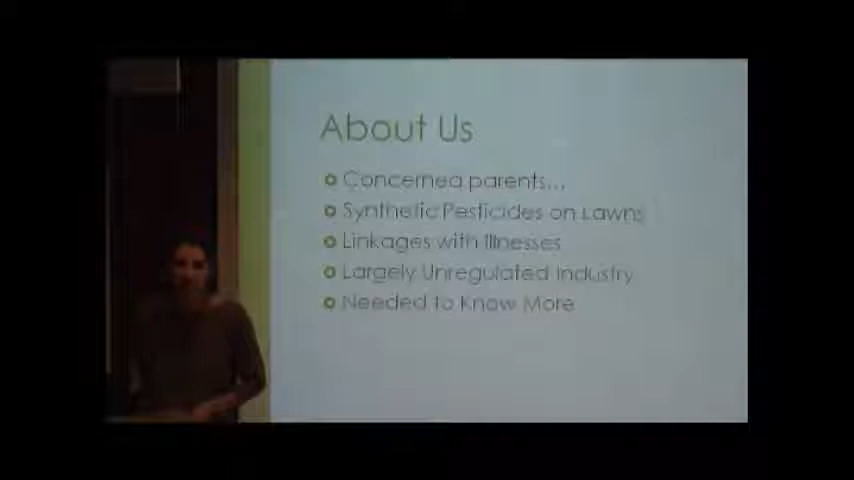 About Us
Concerned parents...
Synthetic Pesticides on Lawns
Linkages with Illnesses
Largely Unregulated Industry
Needed to Know More